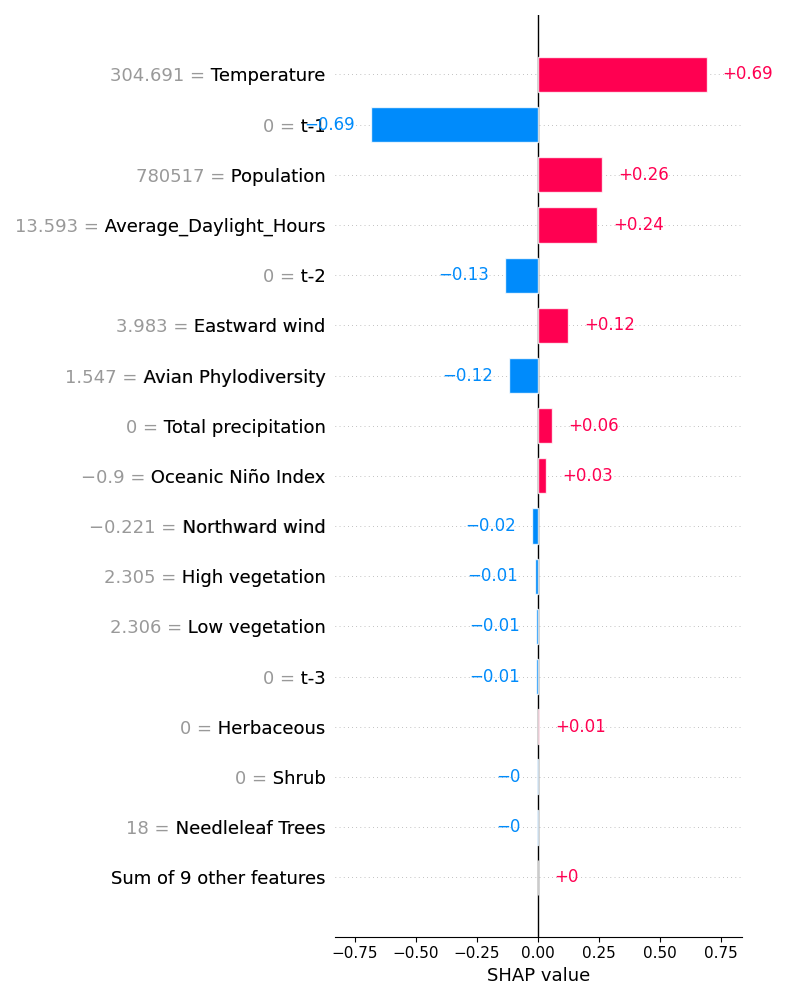 304.691 = Temperature +0.69
0 = t-1 −0.69
780517 = Population +0.26
13.593 = Average_Daylight_Hours +0.24
0 = t-2 −0.13
3.983 = Eastward wind +0.12
1.547 = Avian Phylodiversity −0.12
0 = Total precipitation +0.06
−0.9 = Oceanic Niño Index +0.03
−0.221 = Northward wind −0.02
2.305 = High vegetation −0.01
2.306 = Low vegetation −0.01
0 = t-3 −0.01
0 = Herbaceous +0.01
0 = Shrub −0
18 = Needleleaf Trees −0
Sum of 9 other features +0
−0.75 −0.50 −0.25 0.00 0.25 0.50 0.75
SHAP value